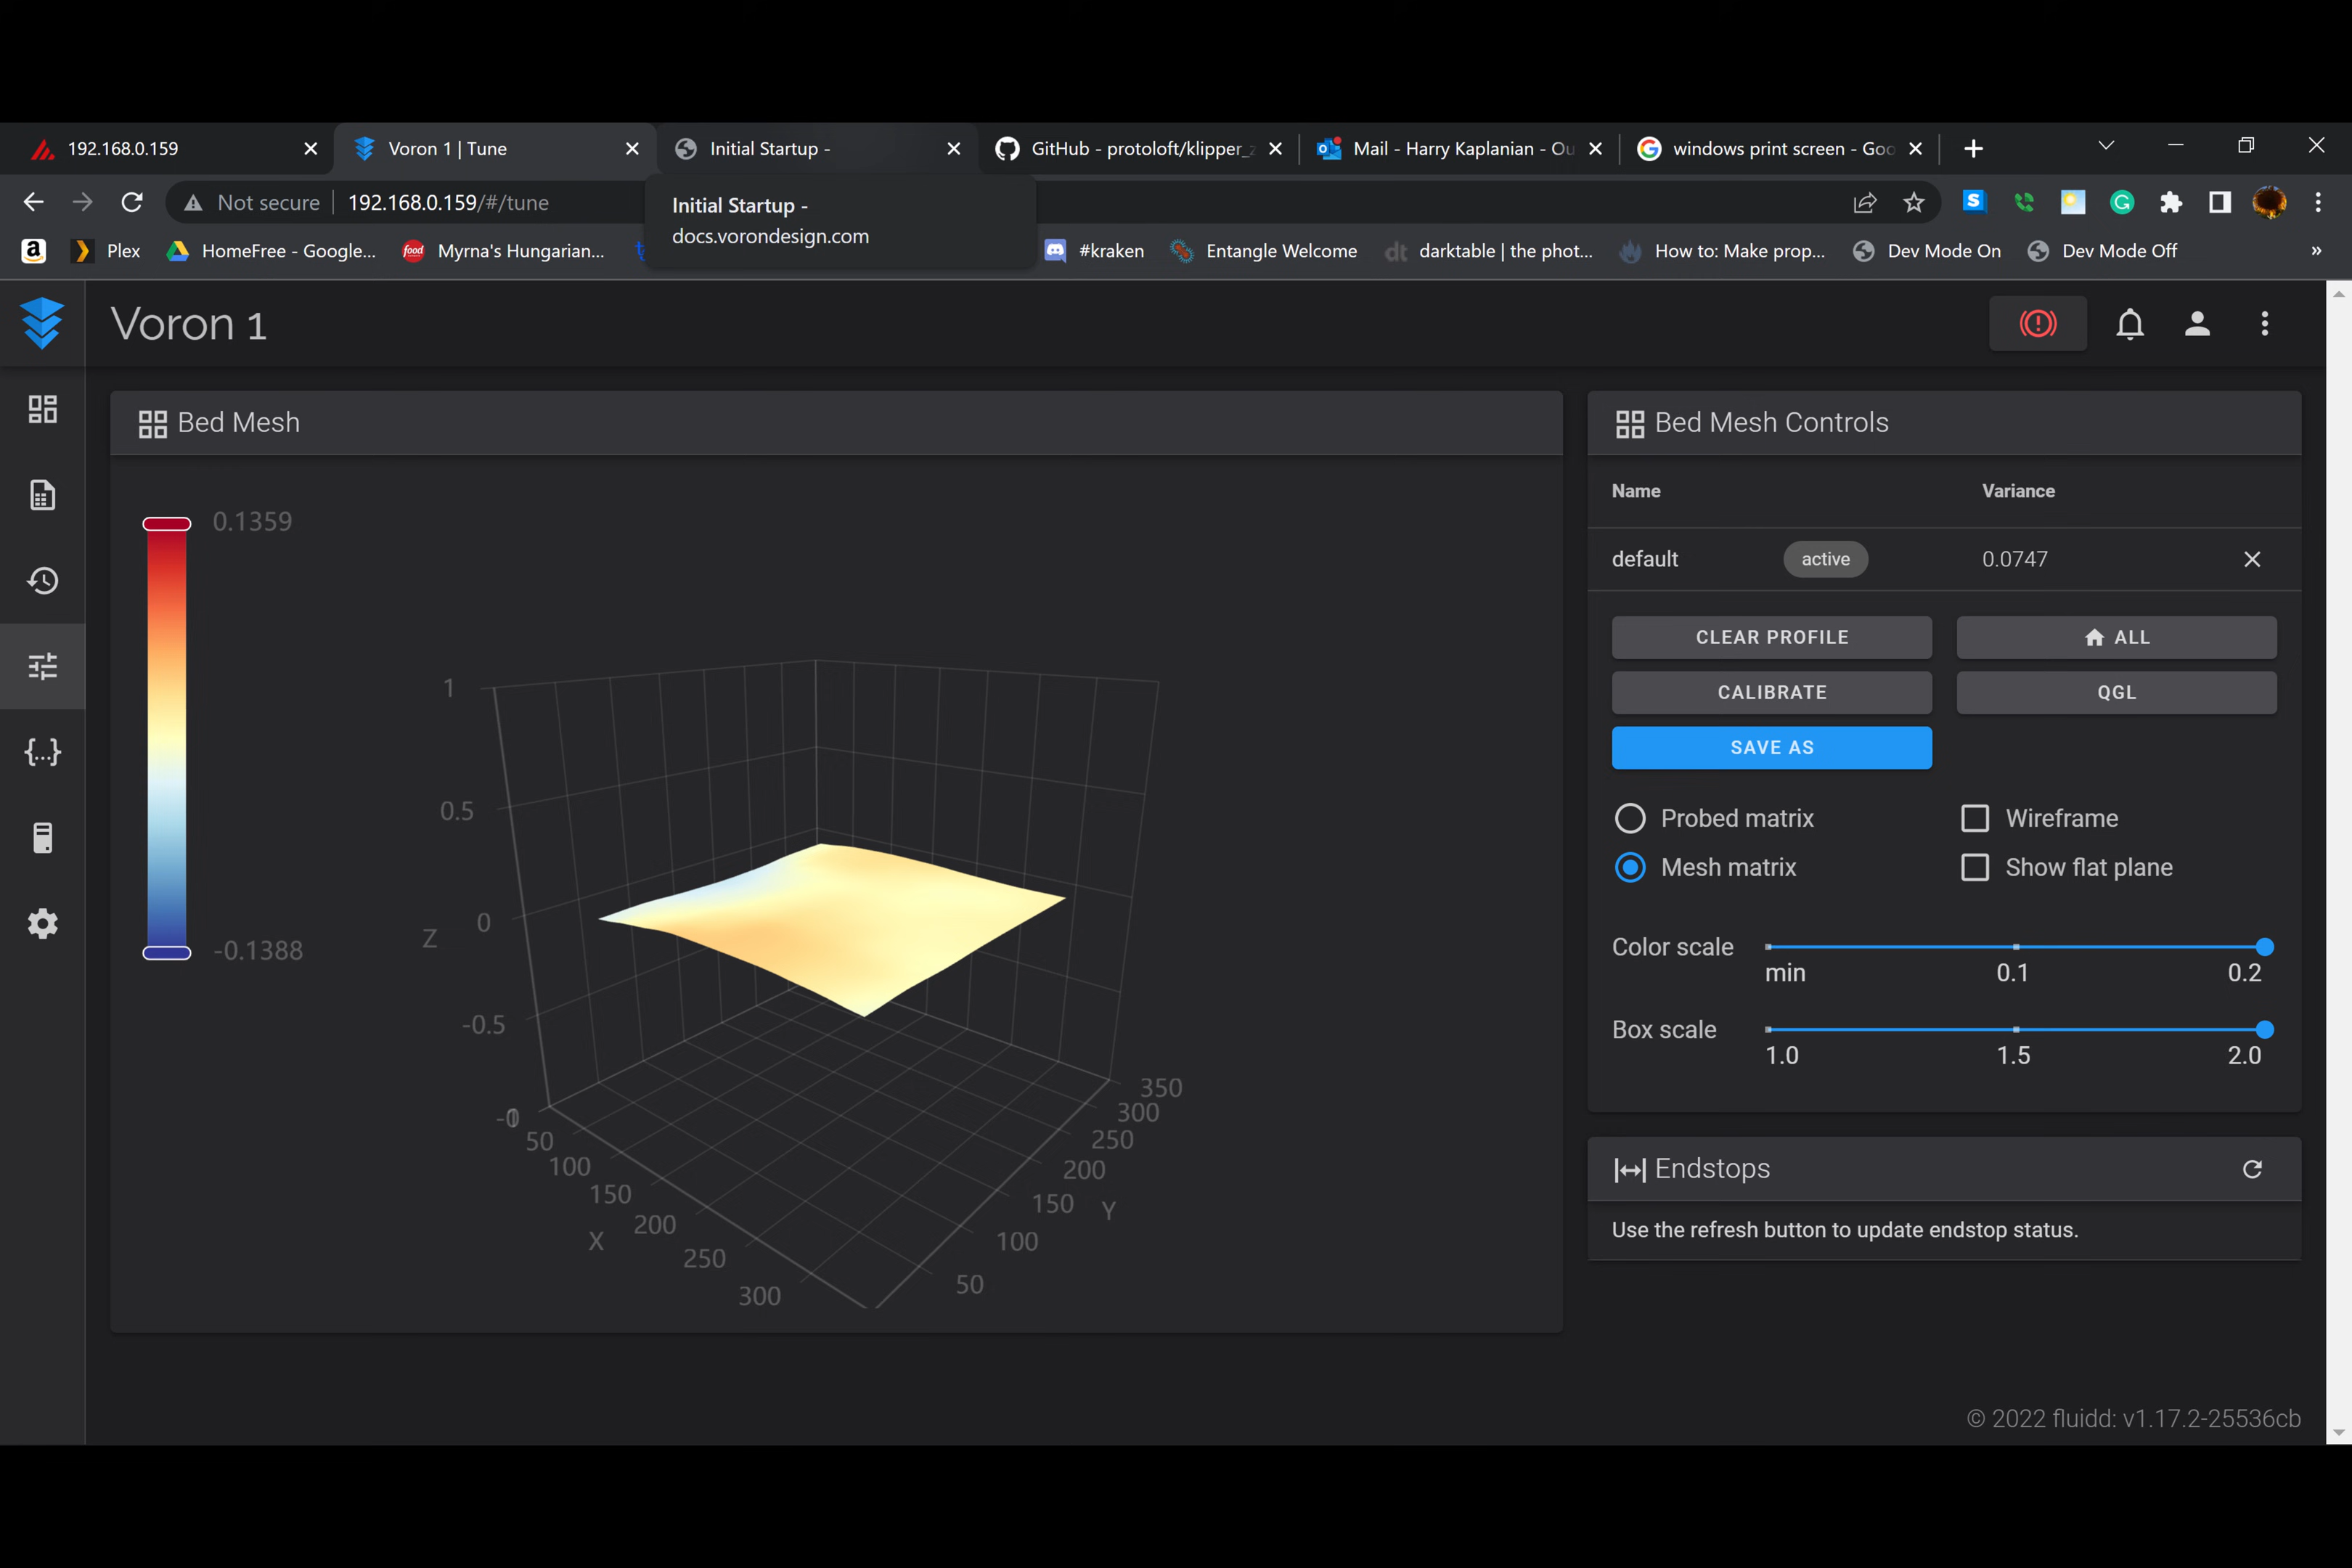 192.168.0.159
Voron 1 | Tune
Initial Startup -
GitHub - protoloft/klipper_z
Mail - Harry Kaplanian - Ou
windows print screen - Goo
Not secure
192.168.0.159/#/tune
Initial Startup -
docs.vorondesign.com
Plex
HomeFree - Google...
Myrna's Hungarian...
#kraken
Entangle Welcome
darktable | the phot...
How to: Make prop...
Dev Mode On
Dev Mode Off
»
Voron 1
Bed Mesh
0.1359
-0.1388
1
0.5
0
-0.5
Z
50
100
150
200
250
300
X
50
100
150
200
250
300
350
Y
Bed Mesh Controls
Name Variance
default active 0.0747
CLEAR PROFILE ALL
CALIBRATE QGL
SAVE AS
Probed matrix Wireframe
Mesh matrix Show flat plane
Color scale
min 0.1 0.2
Box scale
1.0 1.5 2.0
Endstops
Use the refresh button to update endstop status.
© 2022 fluidd: v1.17.2-25536cb